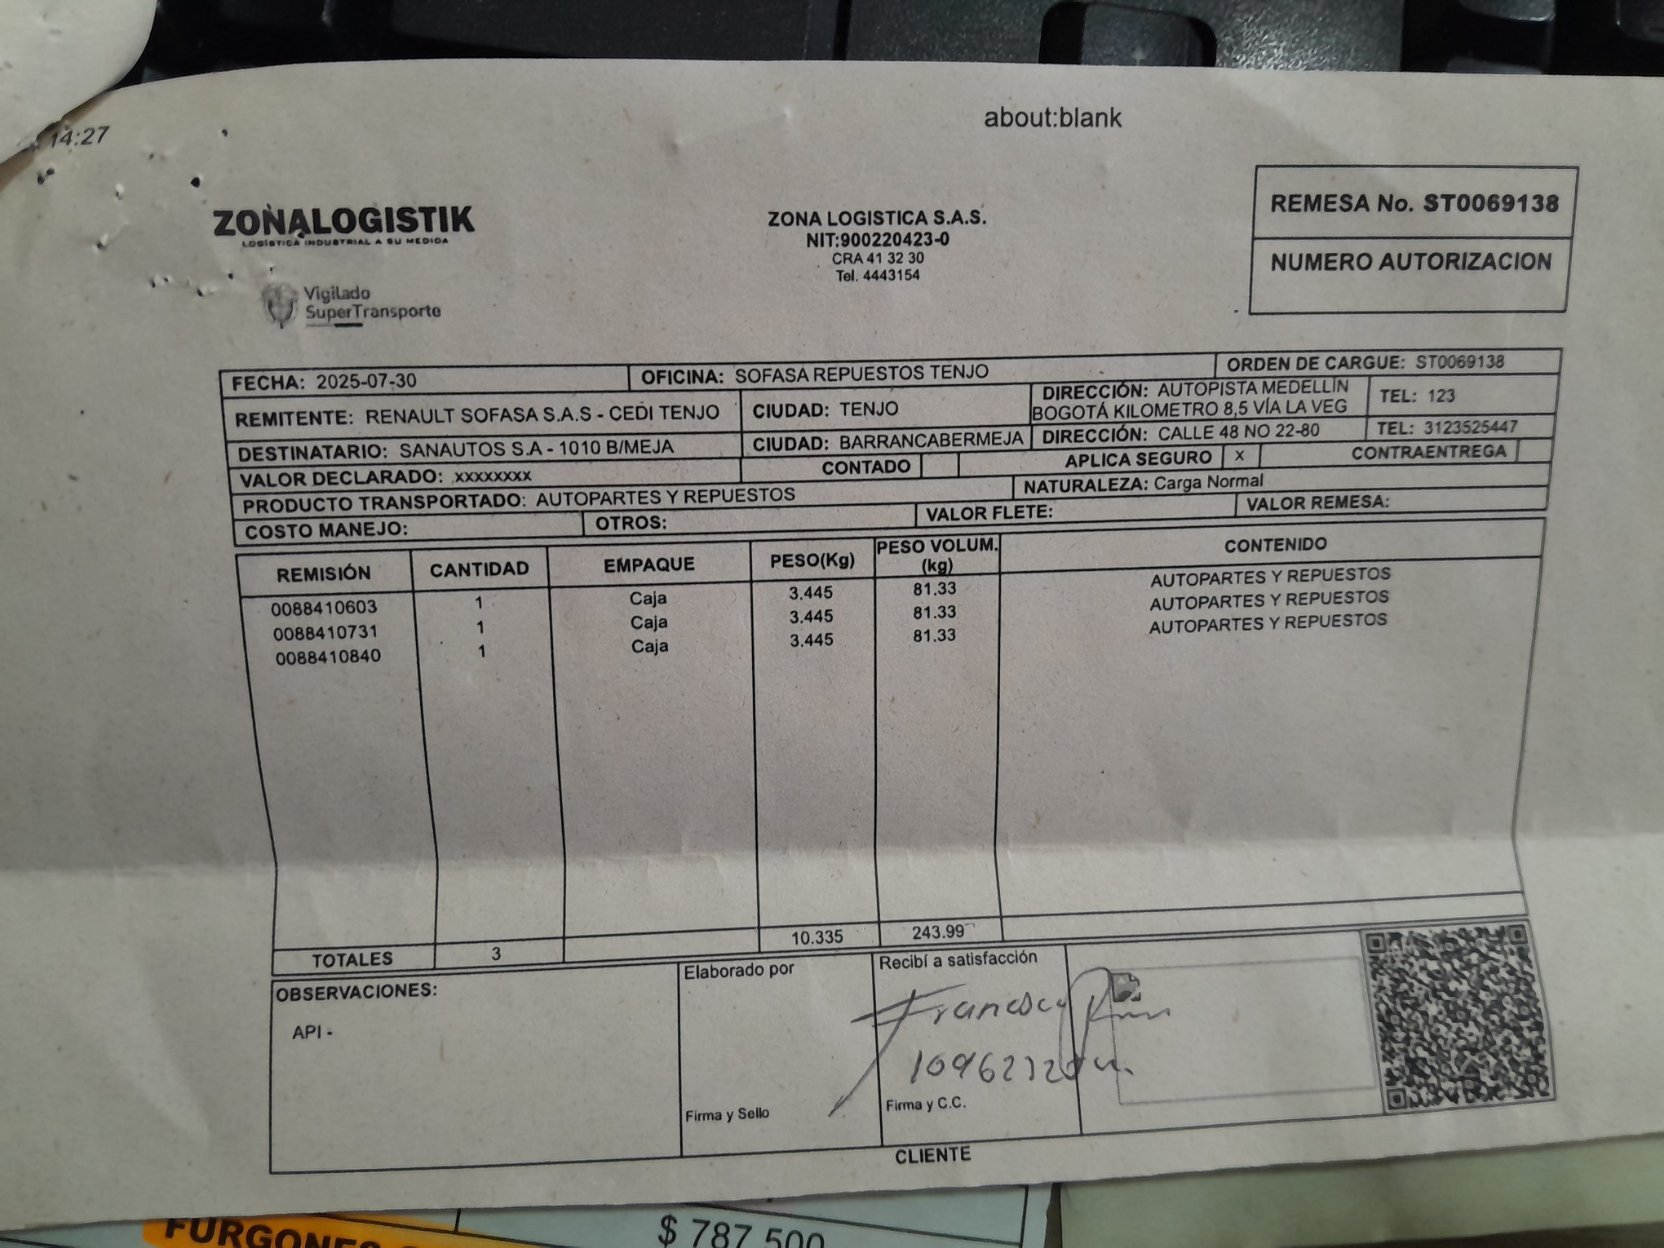 14:27
about:blank
ZONALOGISTIK
LOGÍSTICA INDUSTRIAL A SU MEDIDA
Vigilado
SuperTransporte
ZONA LOGISTICA S.A.S.
NIT:900220423-0
CRA 41 32 30
Tel. 4443154
REMESA No. ST0069138
NUMERO AUTORIZACION
FECHA: 2025-07-30 OFICINA: SOFASA REPUESTOS TENJO ORDEN DE CARGUE: ST0069138
REMITENTE: RENAULT SOFASA S.A.S - CEDI TENJO CIUDAD: TENJO DIRECCIÓN: AUTOPISTA MEDELLÍN BOGOTÁ KILOMETRO 8,5 VÍA LA VEG TEL: 123
DESTINATARIO: SANAUTOS S.A - 1010 B/MEJA CIUDAD: BARRANCABERMEJA DIRECCIÓN: CALLE 48 NO 22-80 TEL: 3123525447
VALOR DECLARADO: xxxxxxxx CONTADO APLICA SEGURO x CONTRAENTREGA
PRODUCTO TRANSPORTADO: AUTOPARTES Y REPUESTOS NATURALEZA: Carga Normal
COSTO MANEJO: OTROS: VALOR FLETE: VALOR REMESA:
REMISIÓN CANTIDAD EMPAQUE PESO(Kg) PESO VOLUM. (kg) CONTENIDO
0088410603 1 Caja 3.445 81.33 AUTOPARTES Y REPUESTOS
0088410731 1 Caja 3.445 81.33 AUTOPARTES Y REPUESTOS
0088410840 1 Caja 3.445 81.33 AUTOPARTES Y REPUESTOS
TOTALES 3 10.335 243.99
OBSERVACIONES:
API -
Elaborado por
Firma y Sello
Recibí a satisfacción
Firma y C.C.
CLIENTE
$ 787.500